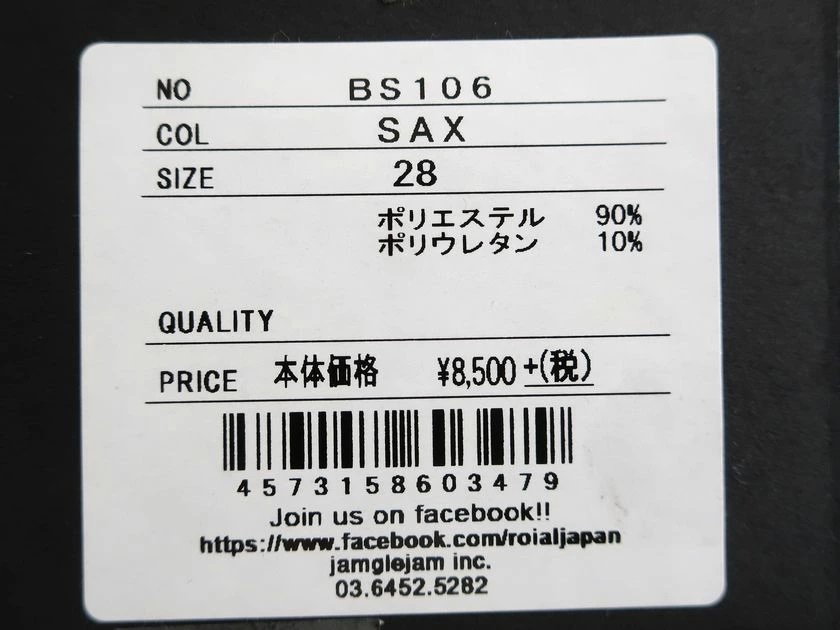 NO BS106
COL SAX
SIZE 28
ポリエステル 90%
ポリウレタン 10%
QUALITY
PRICE 本体価格 ¥8,500+(税)
4573158603479
Join us on facebook!!
https://www.facebook.com/roialjapan
jamglejam inc.
03.6452.5282